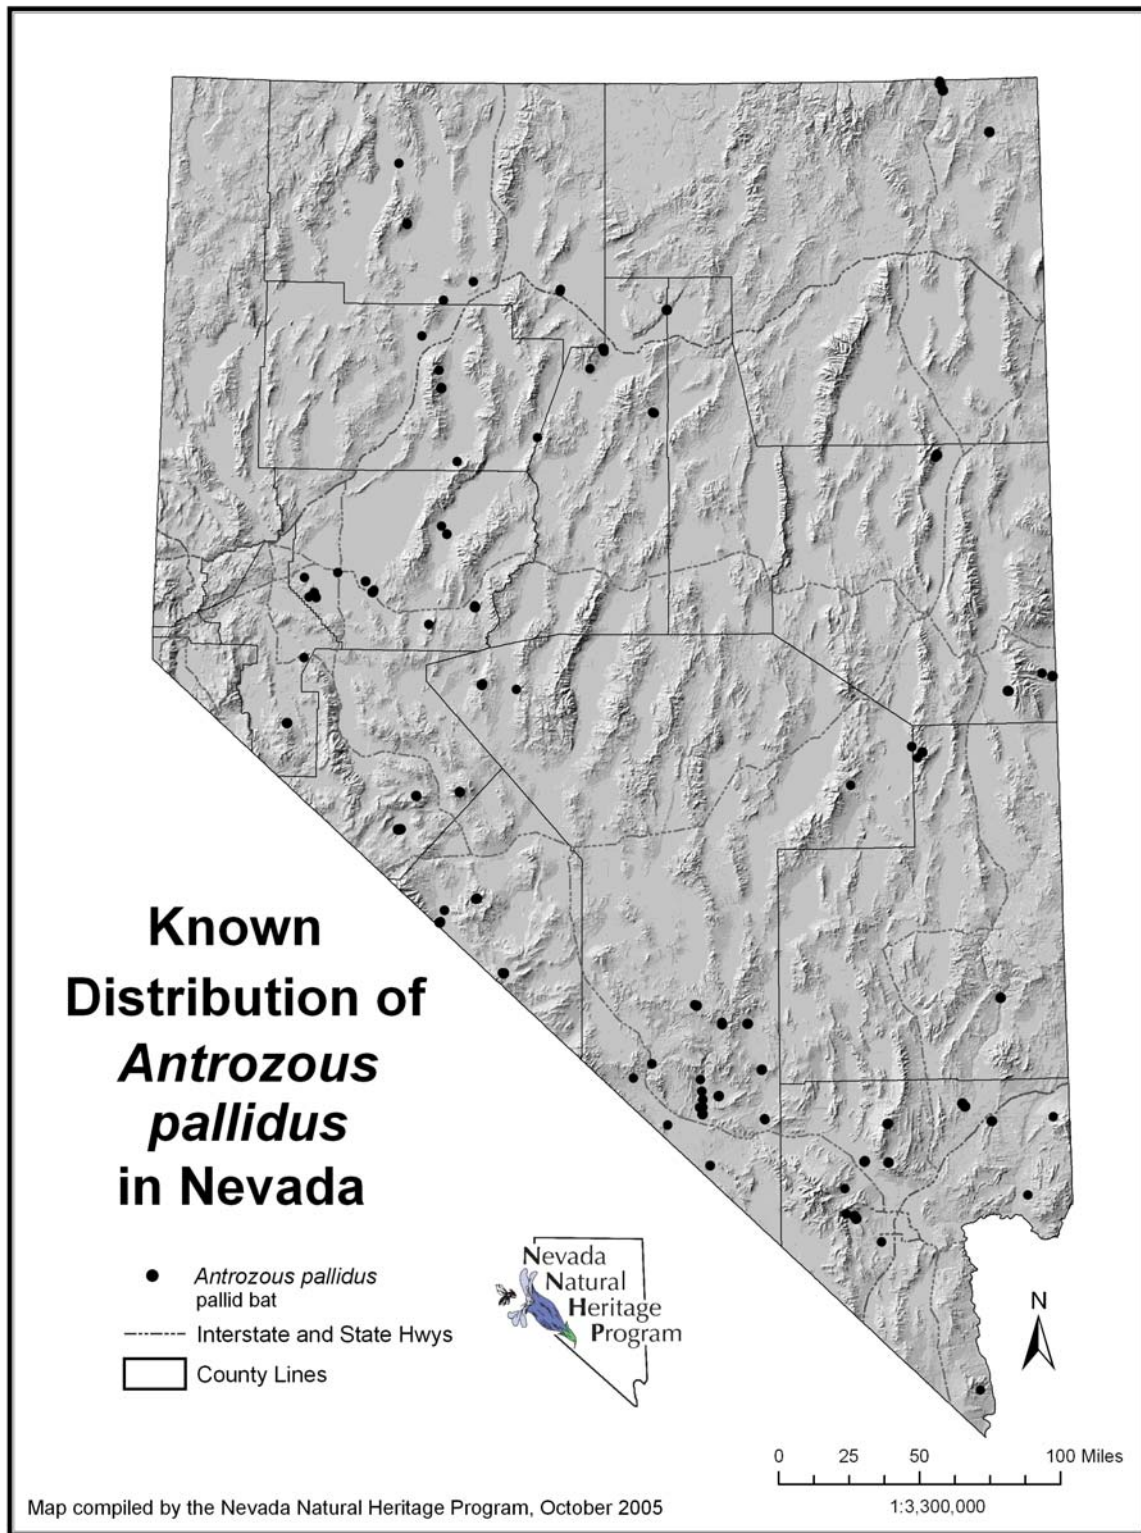 Known
Distribution of
Antrozous
pallidus
in Nevada
Antrozous pallidus
pallid bat
Interstate and State Hwys
County Lines
Nevada
Natural
Heritage
Program
N
0 25 50 100 Miles
1:3,300,000
Map compiled by the Nevada Natural Heritage Program, October 2005